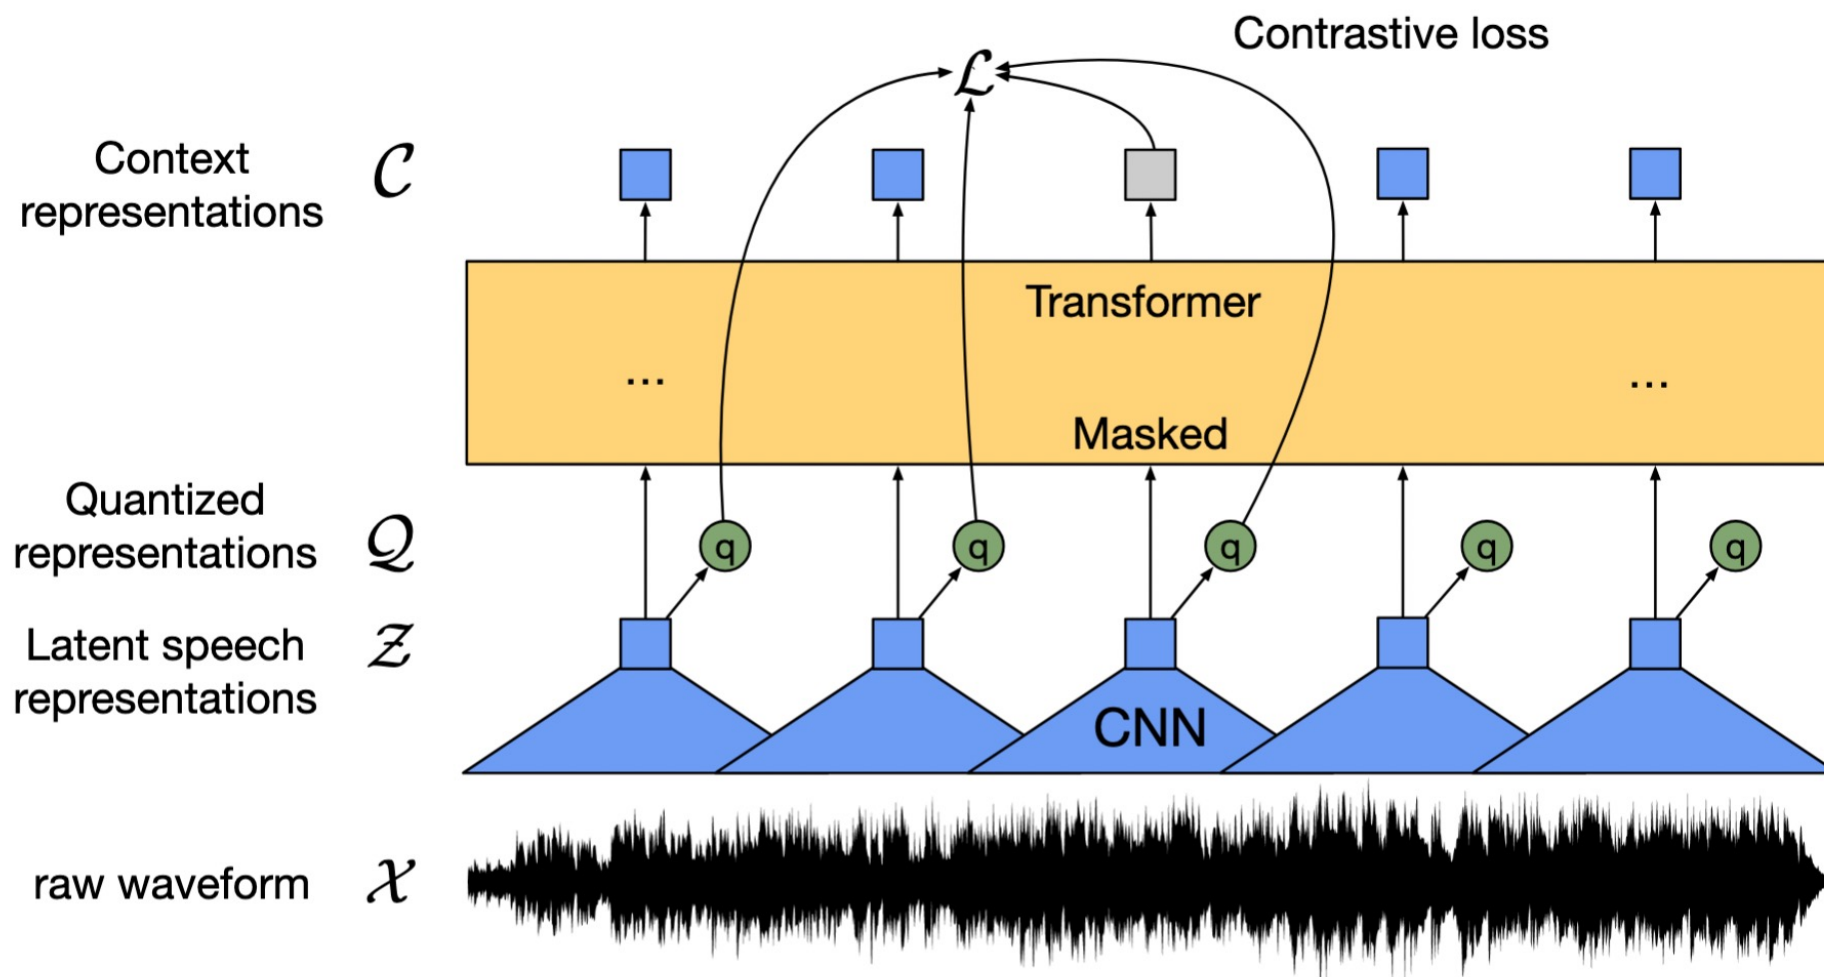 Contrastive loss
ℒ
Context
representations
𝒞
Transformer
...
...
Masked
Quantized
representations
𝒬
q
q
q
q
q
Latent speech
representations
𝒵
CNN
raw waveform
𝒳